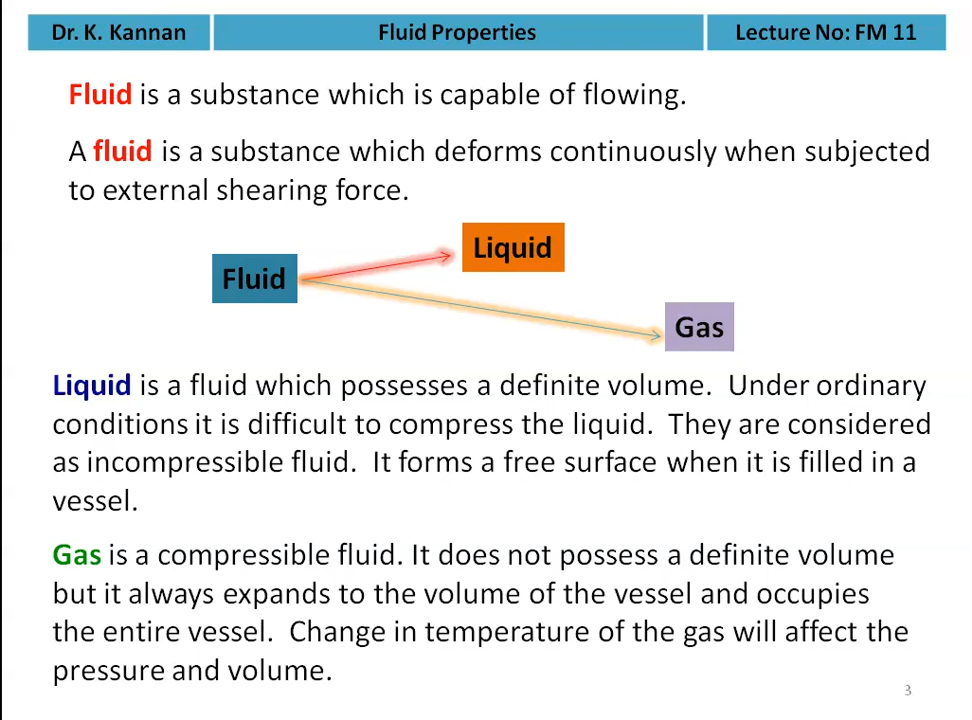 Dr. K. Kannan
Fluid Properties
Lecture No: FM 11
Fluid is a substance which is capable of flowing.
A fluid is a substance which deforms continuously when subjected
to external shearing force.
Liquid
Fluid
Gas
Liquid is a fluid which possesses a definite volume. Under ordinary
conditions it is difficult to compress the liquid. They are considered
as incompressible fluid. It forms a free surface when it is filled in a
vessel.
Gas is a compressible fluid. It does not possess a definite volume
but it always expands to the volume of the vessel and occupies
the entire vessel. Change in temperature of the gas will affect the
pressure and volume.
3